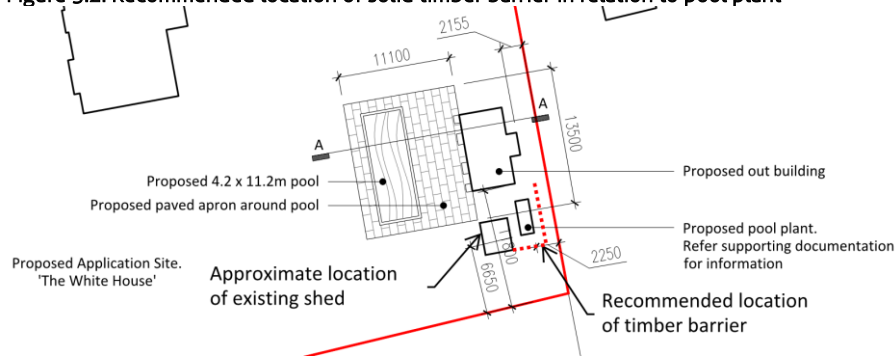 Figure 5.2: Recommended location of solid timber barrier in relation to pool plant
2155
11100
A
A
13500
Proposed 4.2 x 11.2m pool
Proposed out building
Proposed paved apron around pool
Proposed pool plant.
Refer supporting documentation
for information
2250
Proposed Application Site.
'The White House'
Approximate location
of existing shed
6650
Recommended location
of timber barrier